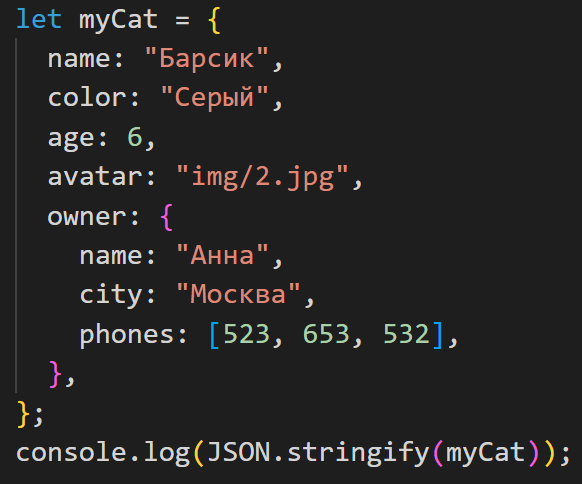 let myCat = {
  name: "Барсик",
  color: "Серый",
  age: 6,
  avatar: "img/2.jpg",
  owner: {
    name: "Анна",
    city: "Москва",
    phones: [523, 653, 532],
  },
};
console.log(JSON.stringify(myCat));